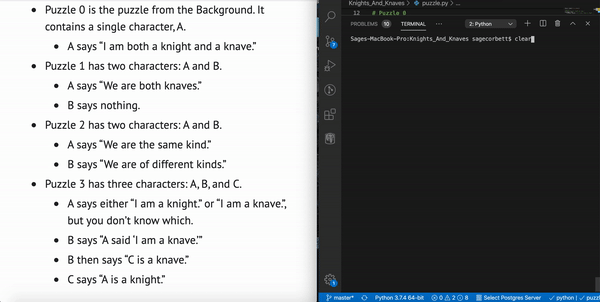 Puzzle 0 is the puzzle from the Background. It
contains a single character, A.
A says “I am both a knight and a knave.”
Puzzle 1 has two characters: A and B.
A says “We are both knaves.”
B says nothing.
Puzzle 2 has two characters: A and B.
A says “We are the same kind.”
B says “We are of different kinds.”
Puzzle 3 has three characters: A, B, and C.
A says either “I am a knight.” or “I am a knave.”,
but you don’t know which.
B says “A said ‘I am a knave.’”
B then says “C is a knave.”
C says “A is a knight.”
Knights_And_Knaves > puzzle.py > ...
12 # Puzzle 0
PROBLEMS 10 TERMINAL ... 2: Python
Sages-MacBook-Pro:Knights_And_Knaves sagecorbett$ clear
master* Python 3.7.4 64-bit 0 2 8 Select Postgres Server python